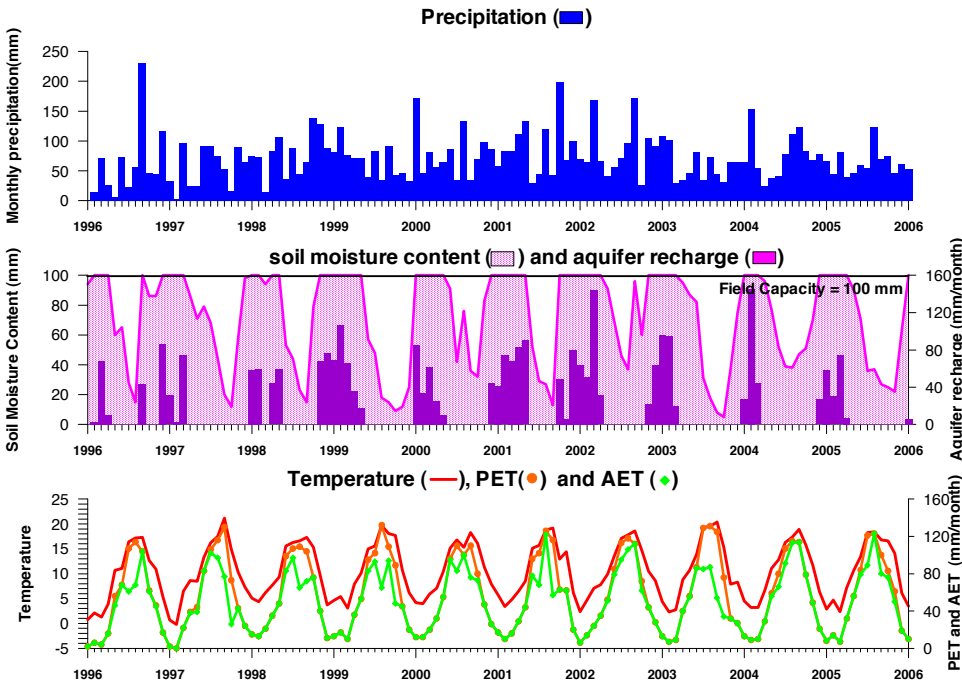 Precipitation ( )
Monthly precipitation(mm)
250
200
150
100
50
0
1996 1997 1998 1999 2000 2001 2002 2003 2004 2005 2006
soil moisture content ( ) and aquifer recharge ( )
Soil Moisture Content (mm)
100
80
60
40
20
0
Field Capacity = 100 mm
160
120
80
40
0
Aquifer recharge (mm/month)
1996 1997 1998 1999 2000 2001 2002 2003 2004 2005 2006
Temperature ( ), PET( ) and AET ( )
Temperature
25
20
15
10
5
0
-5
160
120
80
40
0
PET and AET (mm/month)
1996 1997 1998 1999 2000 2001 2002 2003 2004 2005 2006